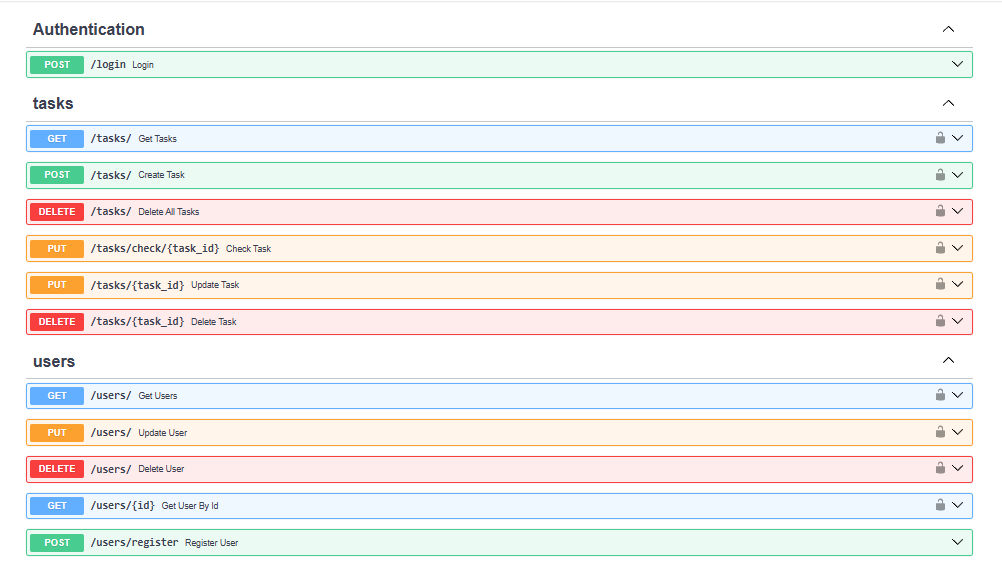 Authentication
POST /login Login
tasks
GET /tasks/ Get Tasks
POST /tasks/ Create Task
DELETE /tasks/ Delete All Tasks
PUT /tasks/check/{task_id} Check Task
PUT /tasks/{task_id} Update Task
DELETE /tasks/{task_id} Delete Task
users
GET /users/ Get Users
PUT /users/ Update User
DELETE /users/ Delete User
GET /users/{id} Get User By Id
POST /users/register Register User